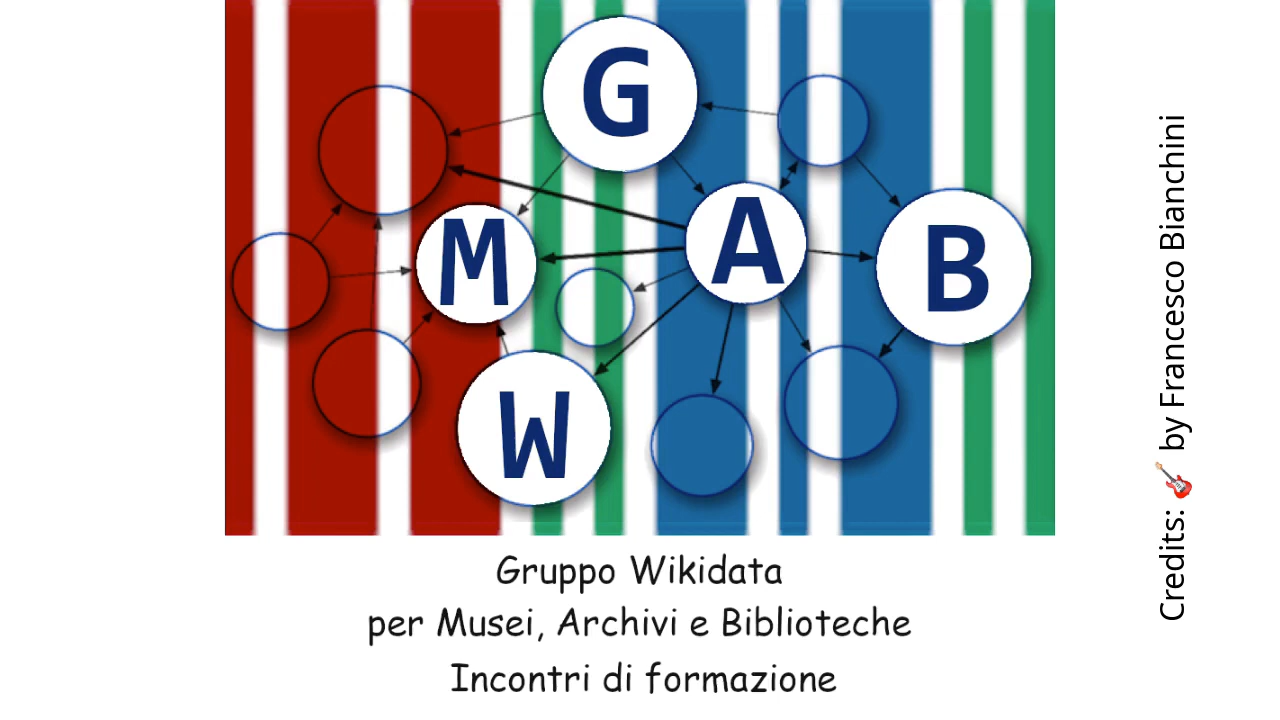 G
A
M
B
W
Gruppo Wikidata
per Musei, Archivi e Biblioteche
Incontri di formazione
Credits: 🎸 by Francesco Bianchini